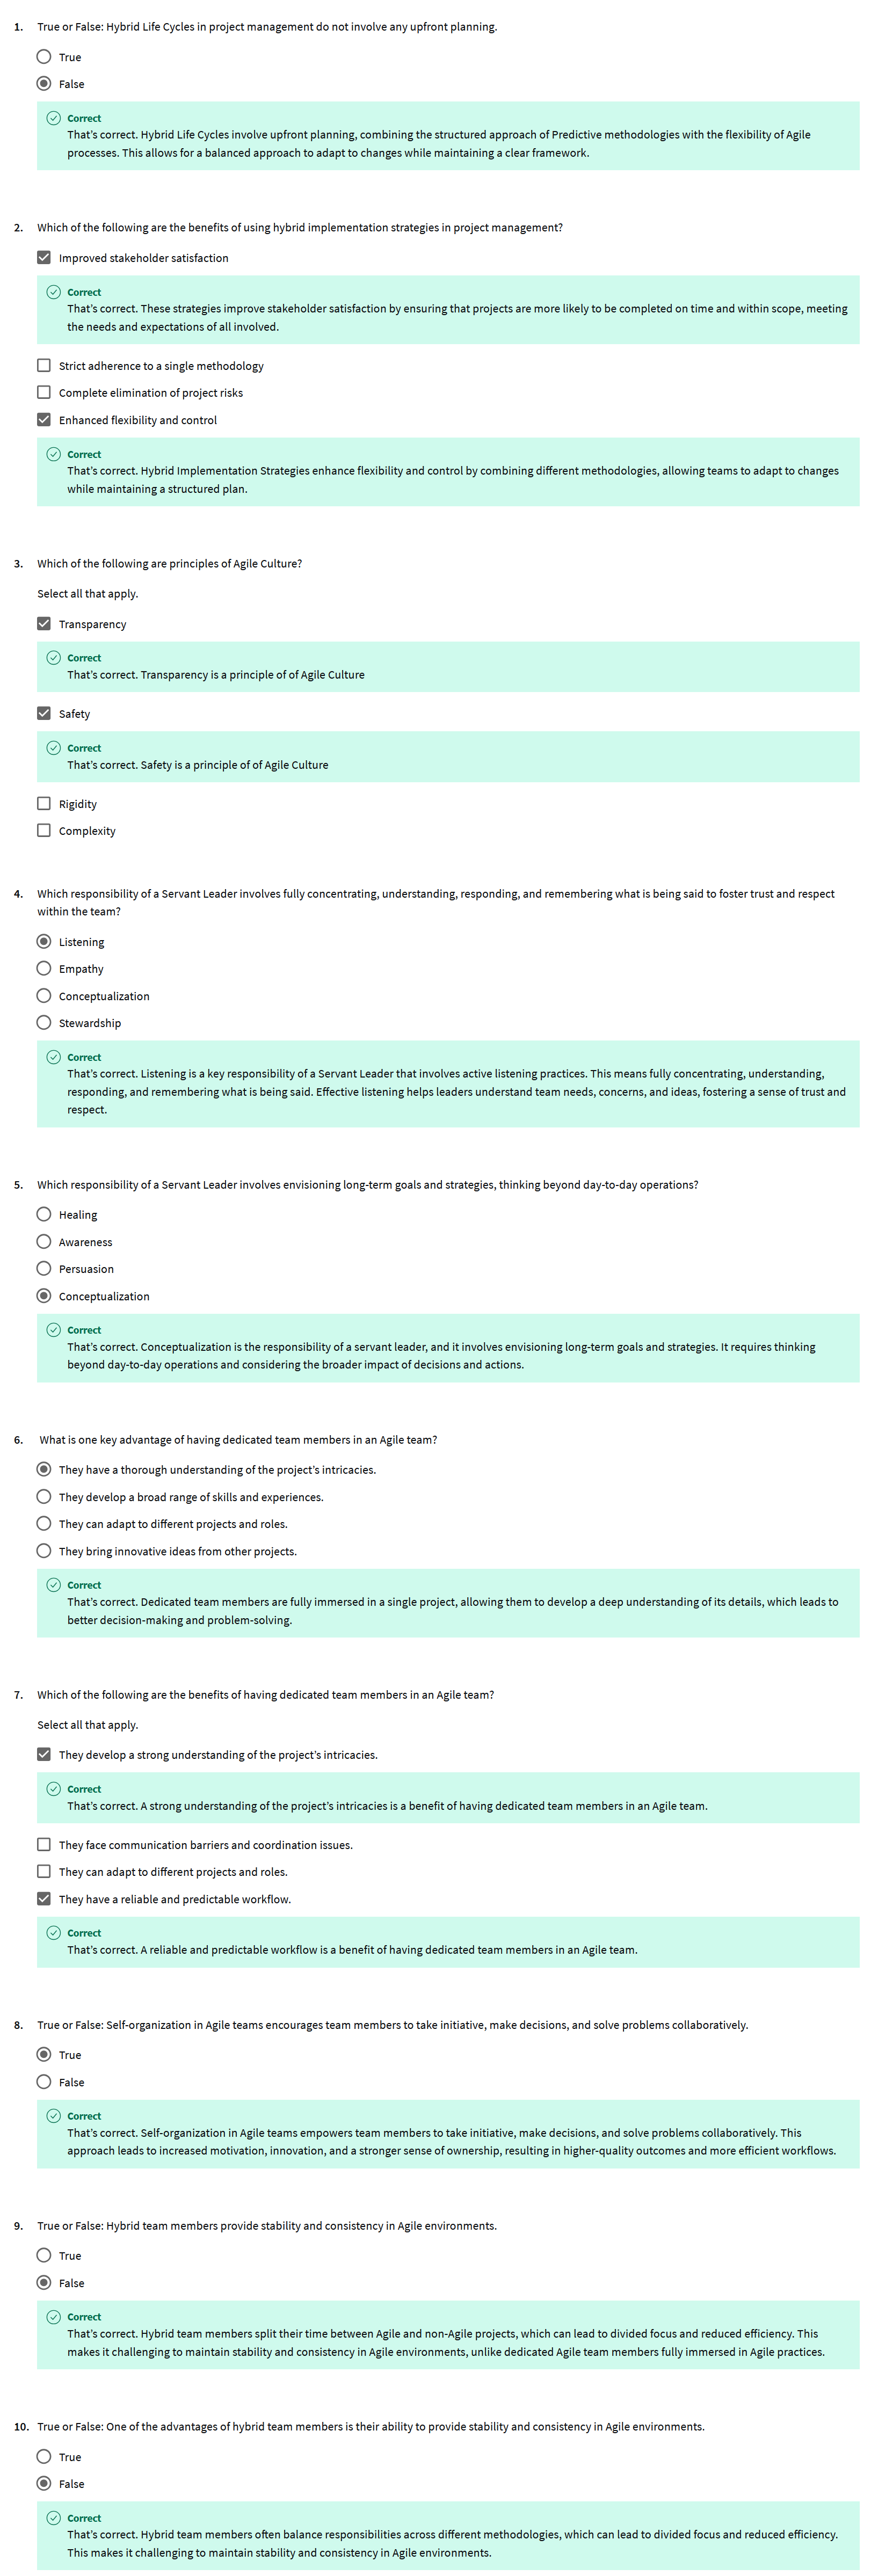 1. True or False: Hybrid Life Cycles in project management do not involve any upfront planning.
True
False
Correct
That's correct. Hybrid Life Cycles involve upfront planning, combining the structured approach of Predictive methodologies with the flexibility of Agile
processes. This allows for a balanced approach to adapt to changes while maintaining a clear framework.
2. Which of the following are the benefits of using hybrid implementation strategies in project management?
Improved stakeholder satisfaction
Correct
That's correct. These strategies improve stakeholder satisfaction by ensuring that projects are more likely to be completed on time and within scope, meeting
the needs and expectations of all involved.
Strict adherence to a single methodology
Complete elimination of project risks
Enhanced flexibility and control
Correct
That's correct. Hybrid Implementation Strategies enhance flexibility and control by combining different methodologies, allowing teams to adapt to changes
while maintaining a structured plan.
3. Which of the following are principles of Agile Culture?
Select all that apply.
Transparency
Correct
That's correct. Transparency is a principle of of Agile Culture
Safety
Correct
That's correct. Safety is a principle of of Agile Culture
Rigidity
Complexity
4. Which responsibility of a Servant Leader involves fully concentrating, understanding, responding, and remembering what is being said to foster trust and respect
within the team?
Listening
Empathy
Conceptualization
Stewardship
Correct
That's correct. Listening is a key responsibility of a Servant Leader that involves active listening practices. This means fully concentrating, understanding,
responding, and remembering what is being said. Effective listening helps leaders understand team needs, concerns, and ideas, fostering a sense of trust and
respect.
5. Which responsibility of a Servant Leader involves envisioning long-term goals and strategies, thinking beyond day-to-day operations?
Healing
Awareness
Persuasion
Conceptualization
Correct
That's correct. Conceptualization is the responsibility of a servant leader, and it involves envisioning long-term goals and strategies. It requires thinking
beyond day-to-day operations and considering the broader impact of decisions and actions.
6. What is one key advantage of having dedicated team members in an Agile team?
They have a thorough understanding of the project's intricacies.
They develop a broad range of skills and experiences.
They can adapt to different projects and roles.
They bring innovative ideas from other projects.
Correct
That's correct. Dedicated team members are fully immersed in a single project, allowing them to develop a deep understanding of its details, which leads to
better decision-making and problem-solving.
7. Which of the following are the benefits of having dedicated team members in an Agile team?
Select all that apply.
They develop a strong understanding of the project's intricacies.
Correct
That's correct. A strong understanding of the project's intricacies is a benefit of having dedicated team members in an Agile team.
They face communication barriers and coordination issues.
They can adapt to different projects and roles.
They have a reliable and predictable workflow.
Correct
That's correct. A reliable and predictable workflow is a benefit of having dedicated team members in an Agile team.
8. True or False: Self-organization in Agile teams encourages team members to take initiative, make decisions, and solve problems collaboratively.
True
False
Correct
That's correct. Self-organization in Agile teams empowers team members to take initiative, make decisions, and solve problems collaboratively. This
approach leads to increased motivation, innovation, and a stronger sense of ownership, resulting in higher-quality outcomes and more efficient workflows.
9. True or False: Hybrid team members provide stability and consistency in Agile environments.
True
False
Correct
That's correct. Hybrid team members split their time between Agile and non-Agile projects, which can lead to divided focus and reduced efficiency. This
makes it challenging to maintain stability and consistency in Agile environments, unlike dedicated Agile team members fully immersed in Agile practices.
10. True or False: One of the advantages of hybrid team members is their ability to provide stability and consistency in Agile environments.
True
False
Correct
That's correct. Hybrid team members often balance responsibilities across different methodologies, which can lead to divided focus and reduced efficiency.
This makes it challenging to maintain stability and consistency in Agile environments.